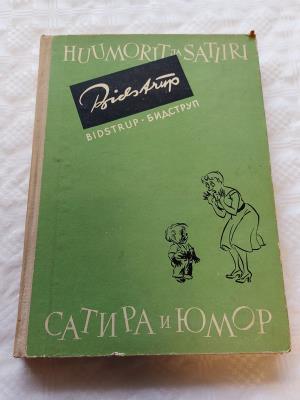 HUUMORIT JA SATIIRI
Bidstrup
BIDSTRUP · БИДСТРУП
САТИРА и ЮМОР